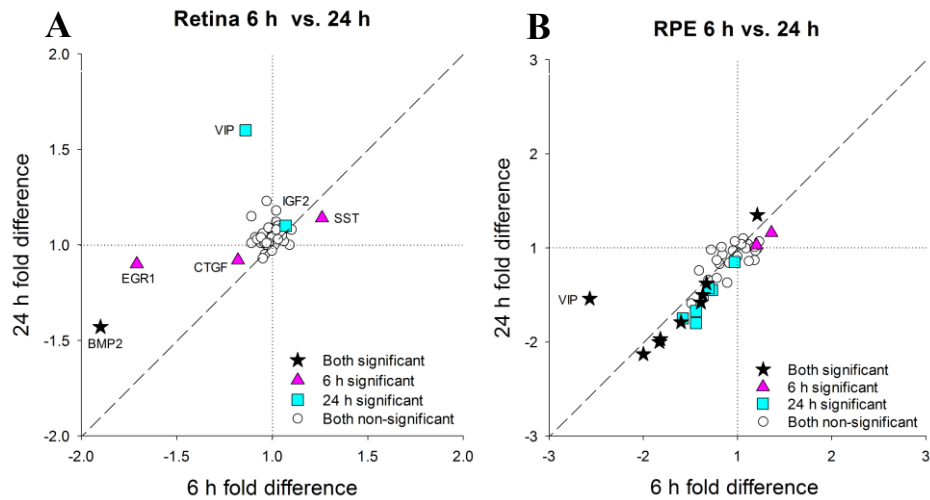 A
Retina 6 h vs. 24 h
2.0
1.5
1.0
-1.5
-2.0
24 h fold difference
VIP
IGF2
SST
CTGF
EGR1
BMP2
Both significant
6 h significant
24 h significant
Both non-significant
-2.0 -1.5 1.0 1.5 2.0
6 h fold difference
B
RPE 6 h vs. 24 h
3
2
1
-2
-3
24 h fold difference
VIP
Both significant
6 h significant
24 h significant
Both non-significant
-3 -2 1 2 3
6 h fold difference